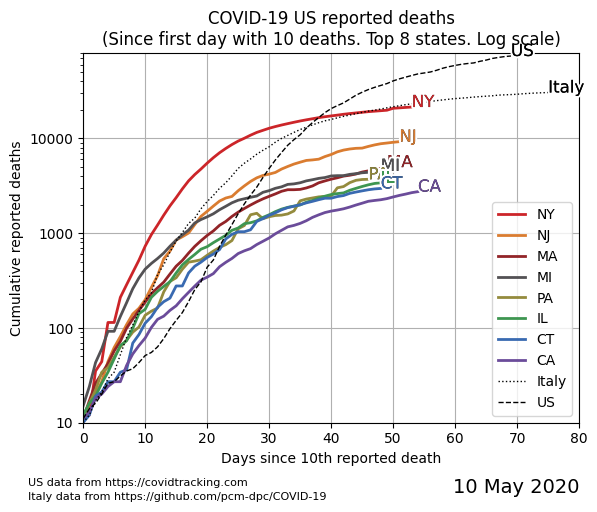 COVID-19 US reported deaths
(Since first day with 10 deaths. Top 8 states. Log scale)
US
Italy
NY
NJ
MA
MI
PA
CT
CA
10000
1000
100
10
Cumulative reported deaths
NY
NJ
MA
MI
PA
IL
CT
CA
Italy
US
0 10 20 30 40 50 60 70 80
Days since 10th reported death
US data from https://covidtracking.com
Italy data from https://github.com/pcm-dpc/COVID-19
10 May 2020